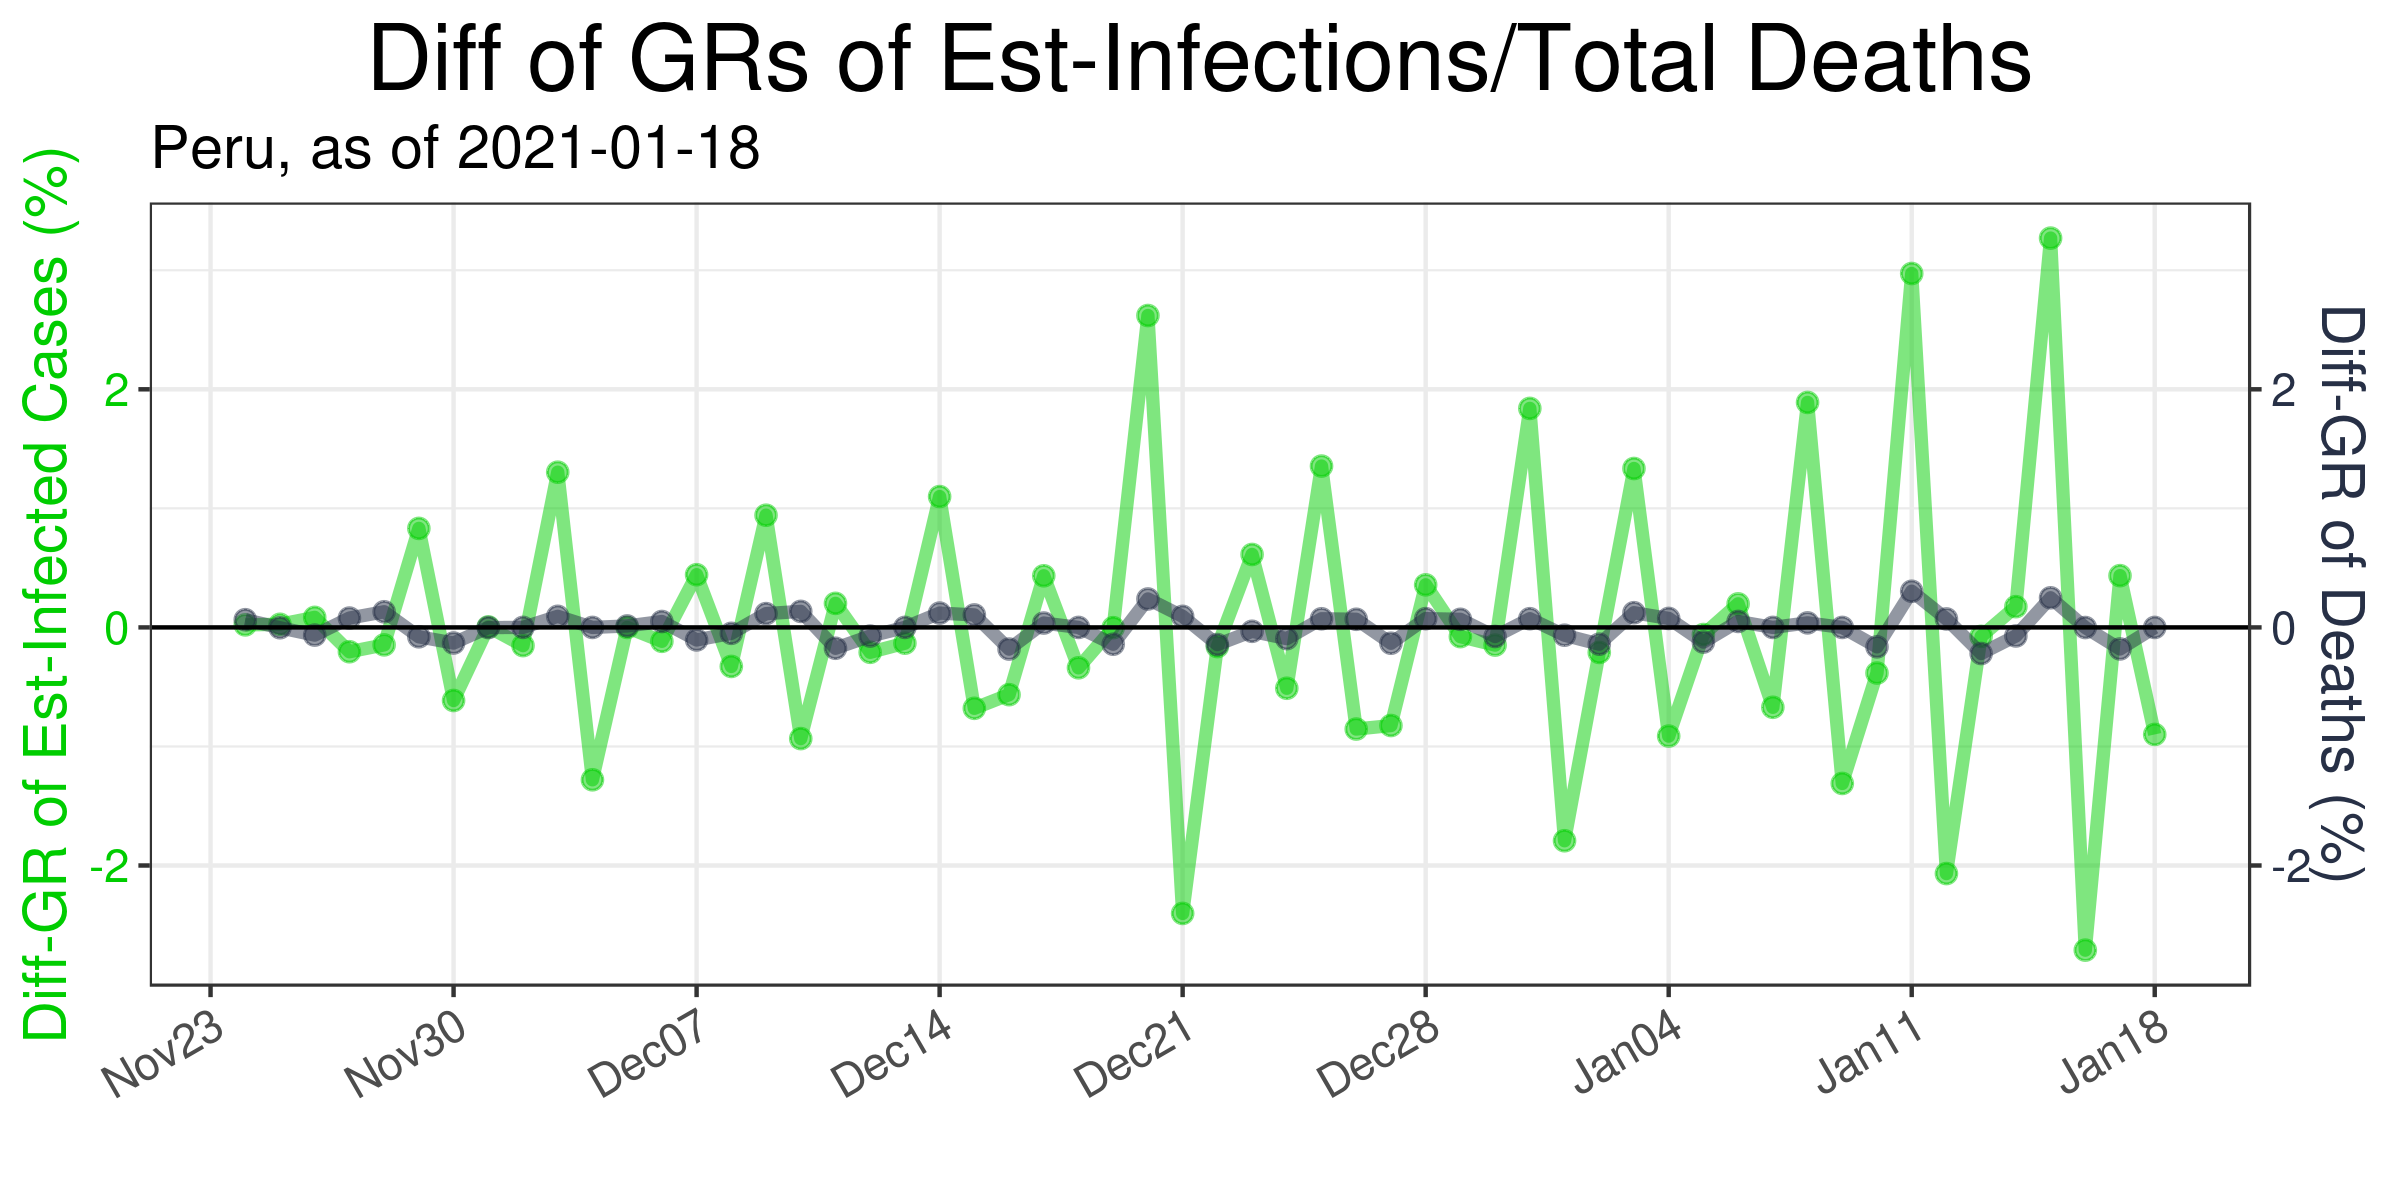 Diff of GRs of Est-Infections/Total Deaths
Peru, as of 2021-01-18
Diff-GR of Est-Infected Cases (%)
2
0
-2
2
0
-2
Diff-GR of Deaths (%)
Nov23
Nov30
Dec07
Dec14
Dec21
Dec28
Jan04
Jan11
Jan18